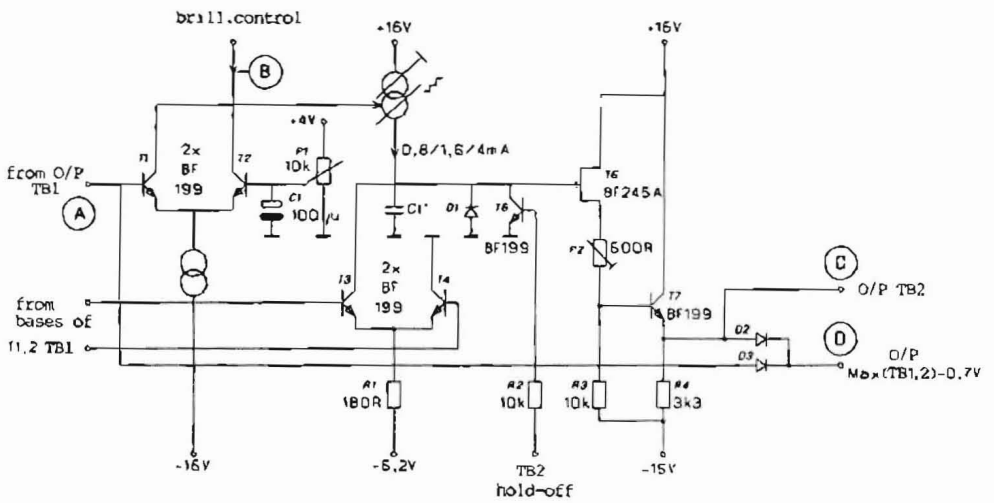 brill.control
B
+16V
+16V
+4V
P1
10k
0,8/1,6/4mA
T1
2x
BF
199
T2
from O/P
TB1
A
C1
100/u
C1'
D1
T6
BF199
T6
BF245A
P2
500R
T3
2x
BF
199
T4
T7
BF199
C
O/P TB2
from
bases of
T1,2 TB1
D2
D3
D
O/P
Max(TB1,2)-0,7V
R1
180R
R2
10k
R3
10k
R4
3k3
-16V
-5,2V
TB2
hold-off
-15V